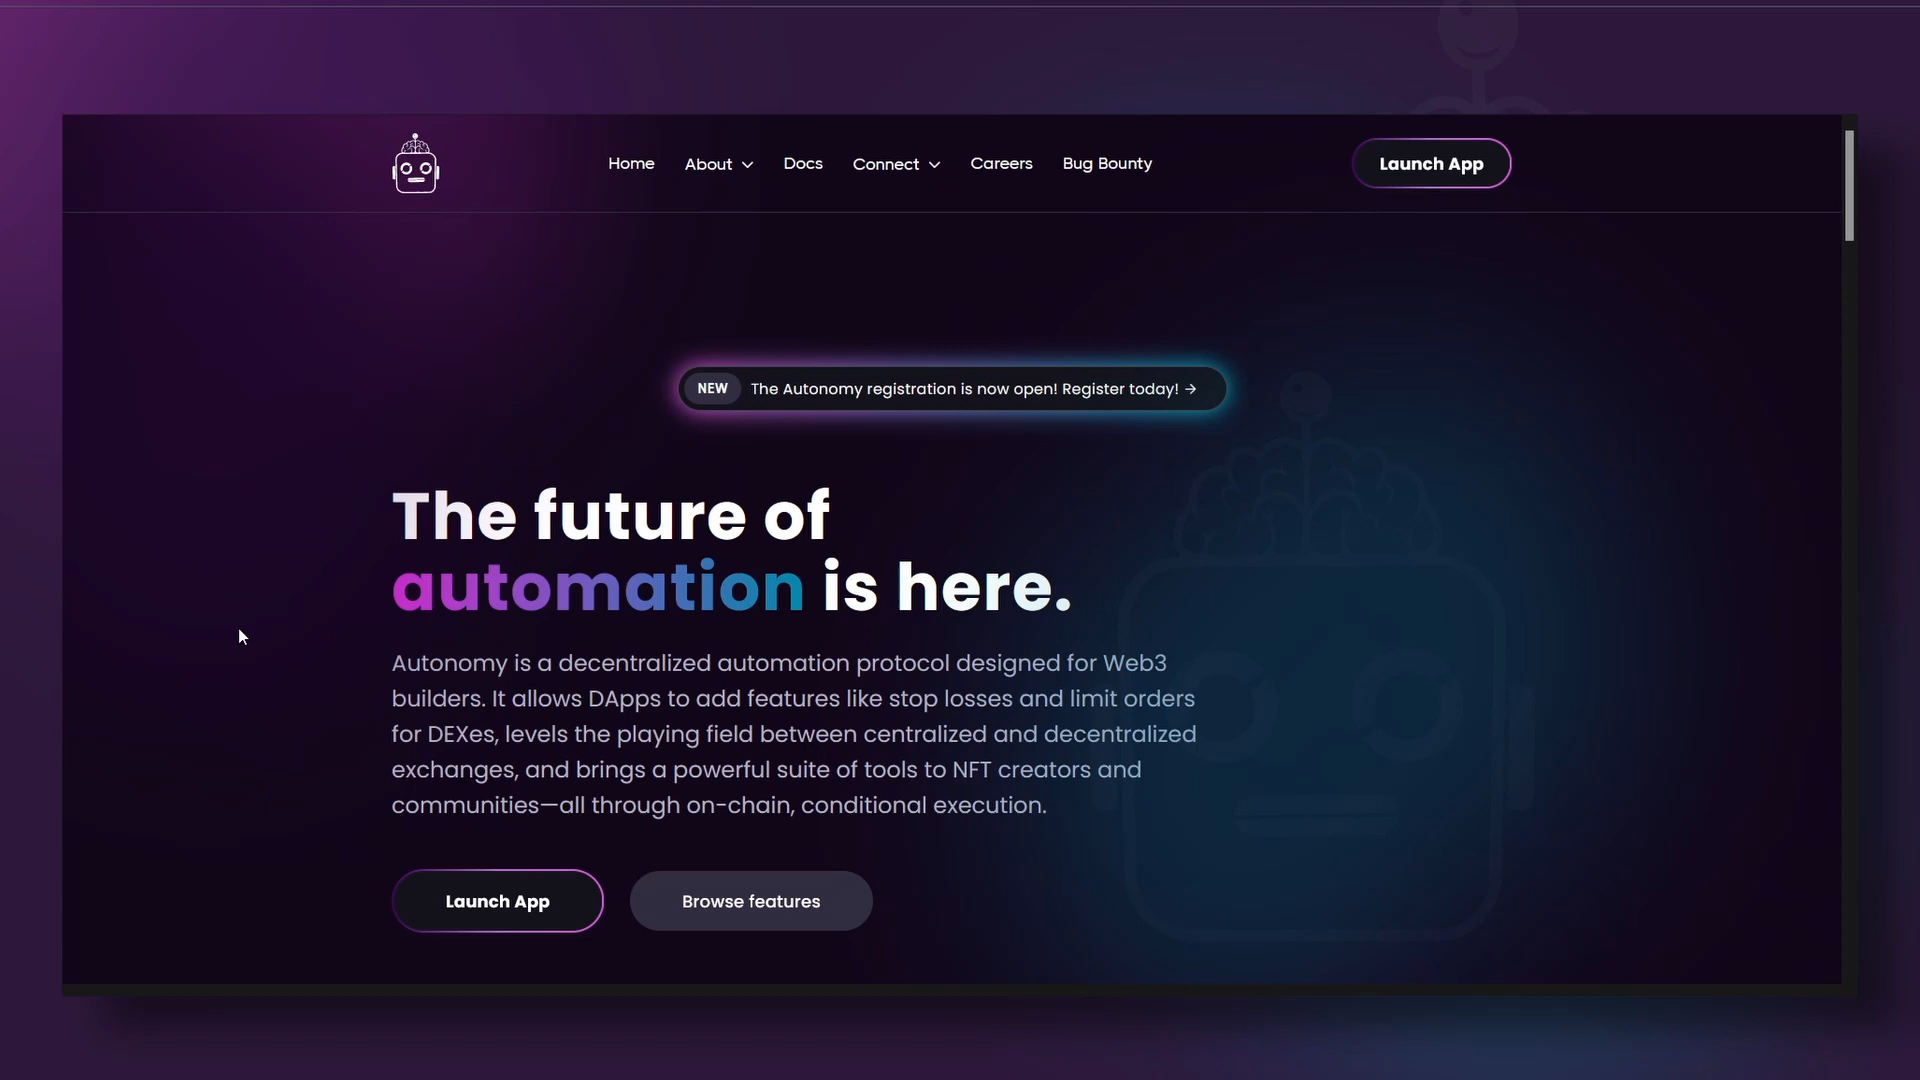 Home About Docs Connect Careers Bug Bounty Launch App
NEW The Autonomy registration is now open! Register today! →
The future of
automation is here.
Autonomy is a decentralized automation protocol designed for Web3
builders. It allows DApps to add features like stop losses and limit orders
for DEXes, levels the playing field between centralized and decentralized
exchanges, and brings a powerful suite of tools to NFT creators and
communities—all through on-chain, conditional execution.
Launch App Browse features